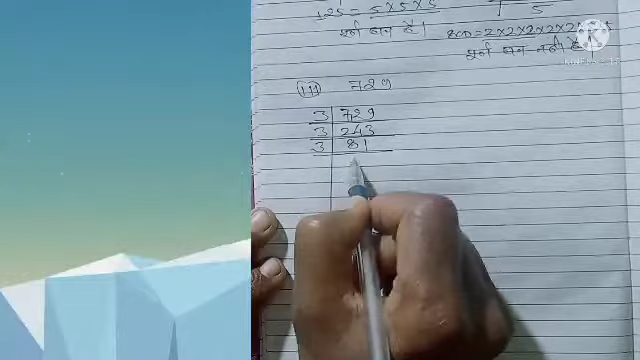 125 = 5×5×5
5
पूर्ण घन है।
800 = 2×2×2×2×2×5
पूर्ण घन नहीं है
(iii) 729
3 | 729
3 | 243
3 | 81